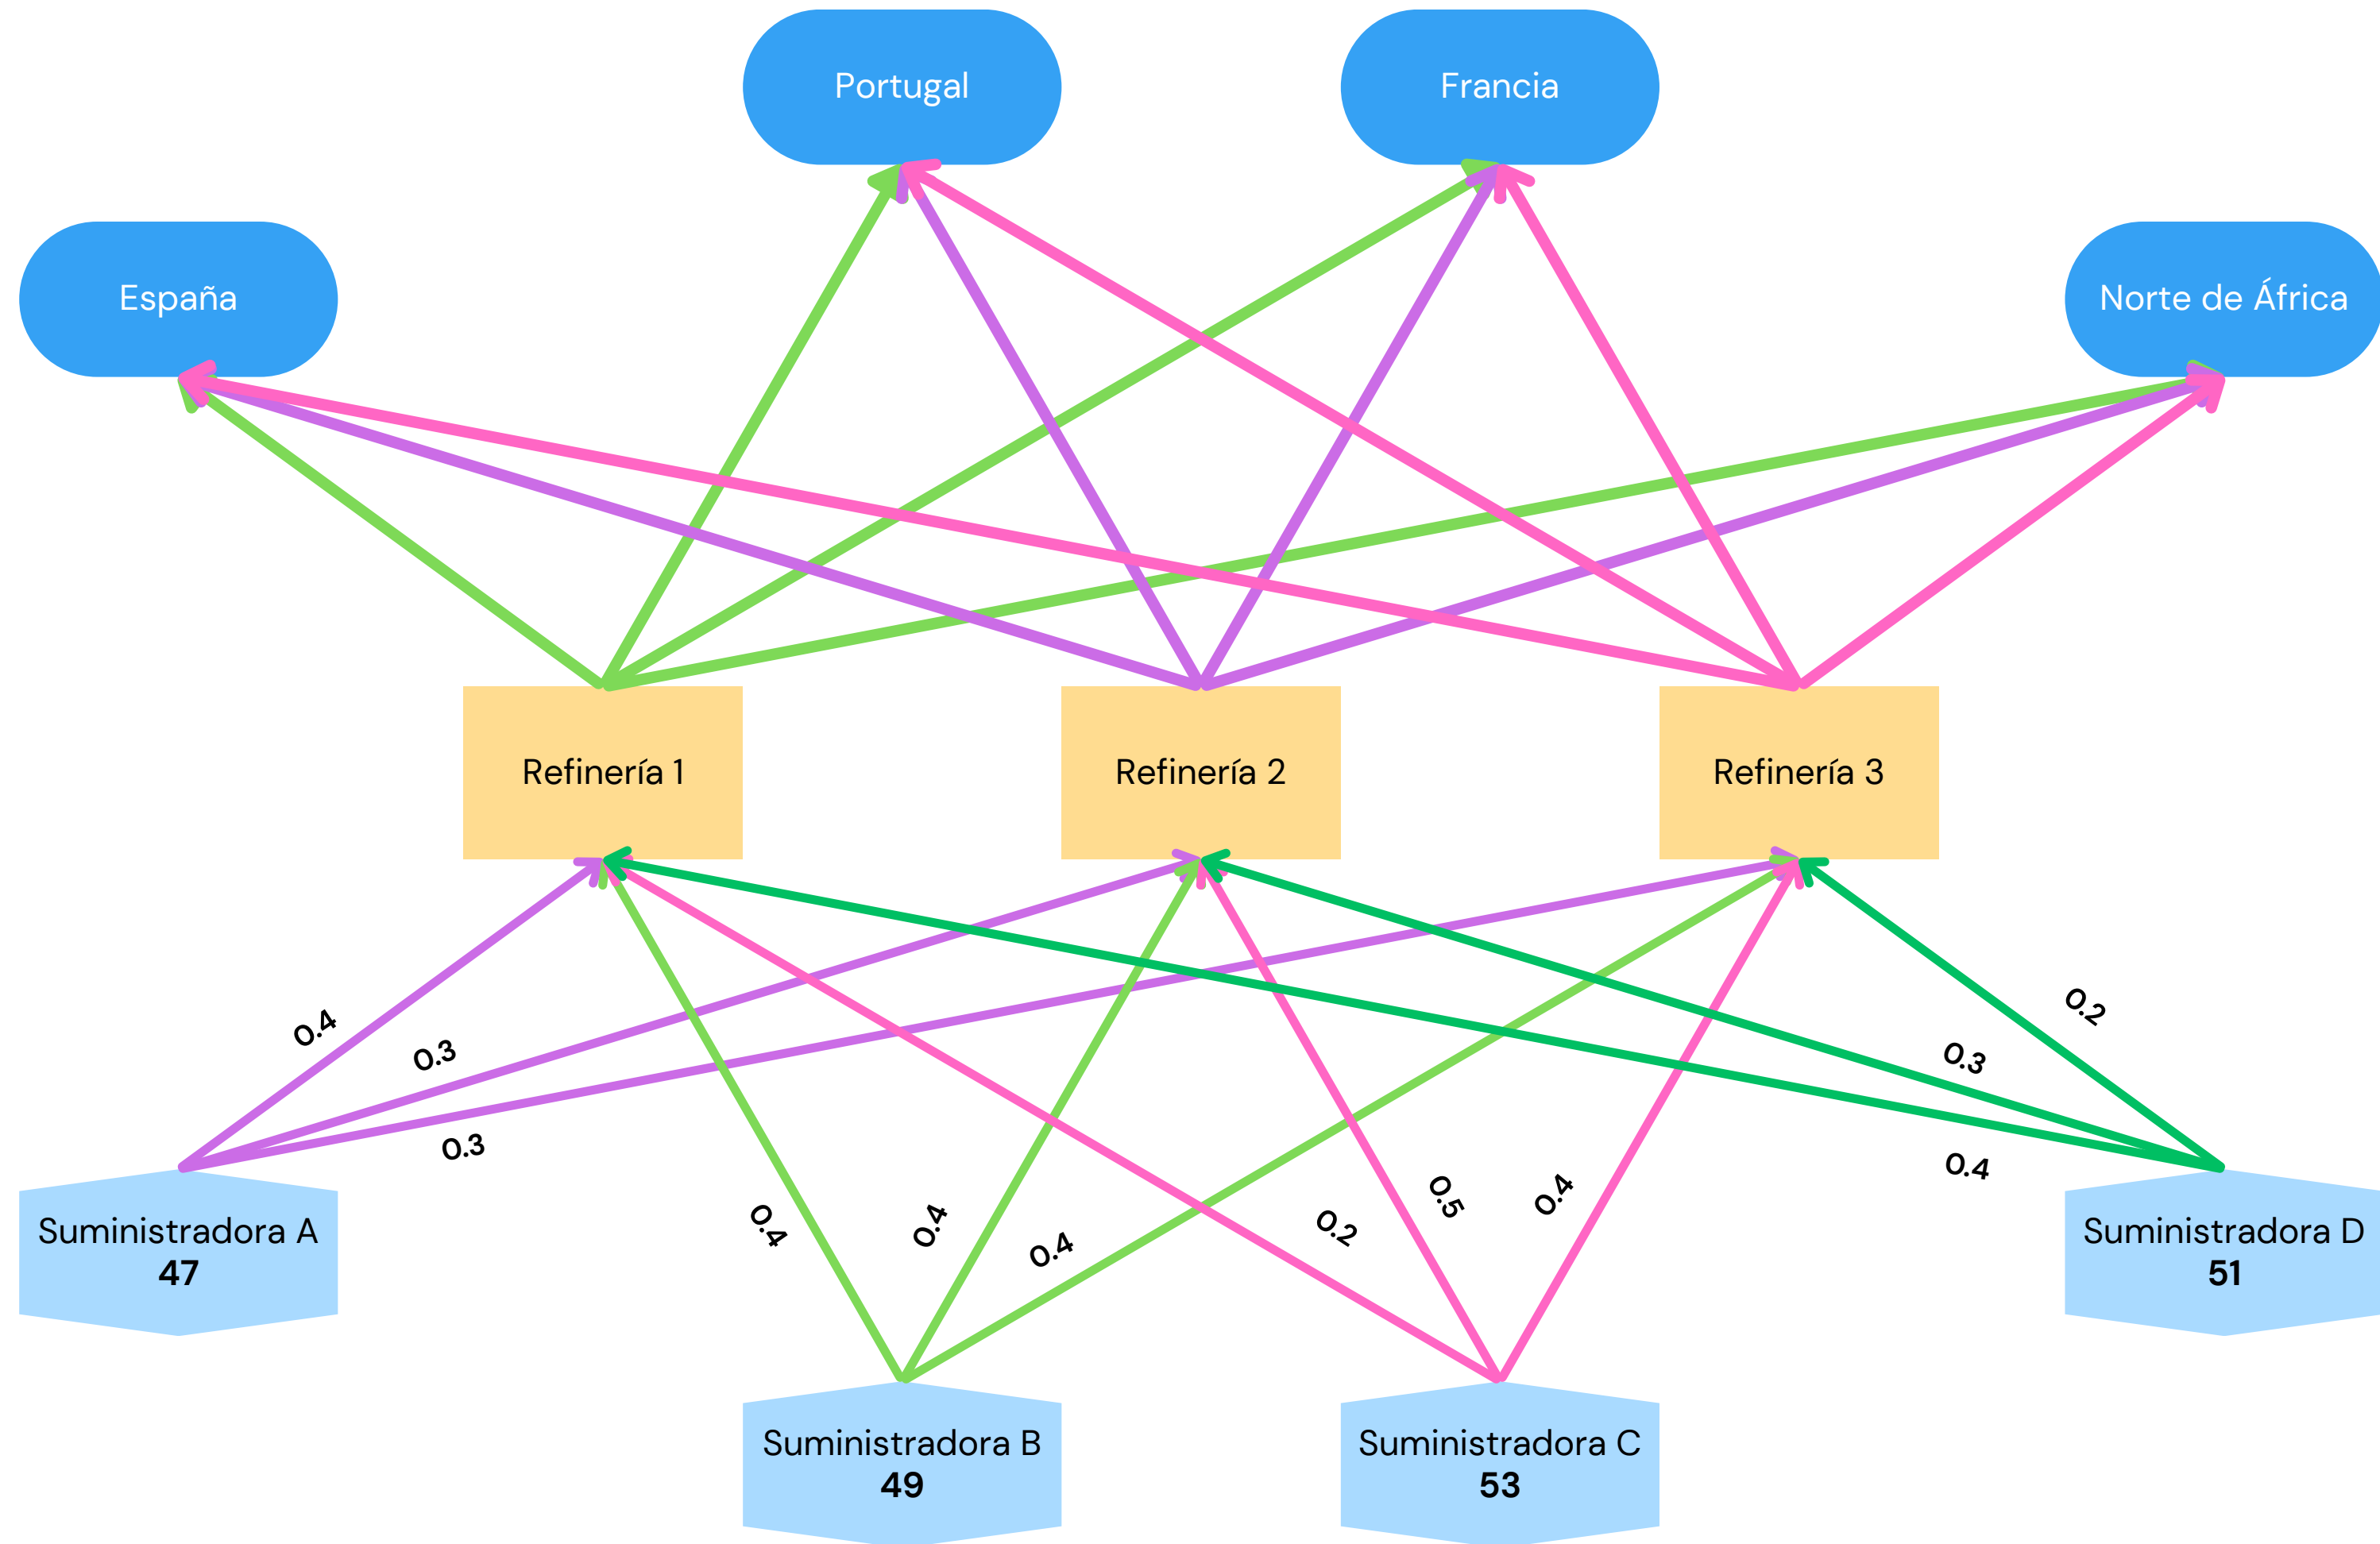 Portugal
Francia
España
Norte de África
Refinería 1
Refinería 2
Refinería 3
0.4
0.3
0.3
0.2
0.3
0.4
Suministradora A
47
0.4
0.4
0.4
0.2
0.5
0.4
Suministradora D
51
Suministradora B
49
Suministradora C
53